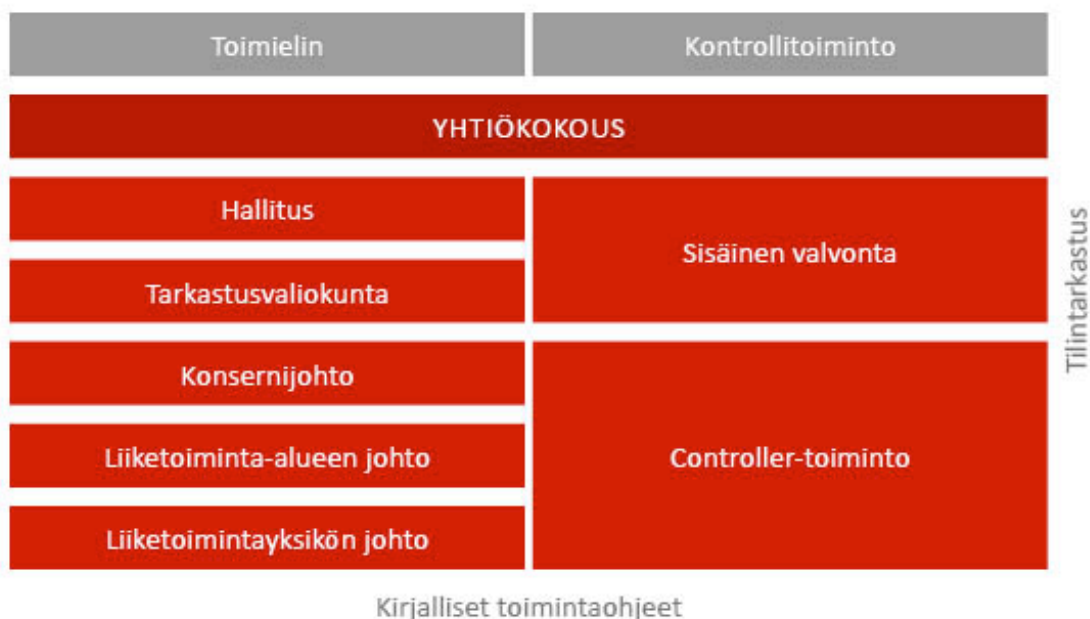 Toimielin
Kontrollitoiminto
YHTIÖKOKOUS
Hallitus
Sisäinen valvonta
Tarkastusvaliokunta
Konsernijohto
Liiketoiminta-alueen johto
Controller-toiminto
Liiketoimintayksikön johto
Tilintarkastus
Kirjalliset toimintaohjeet